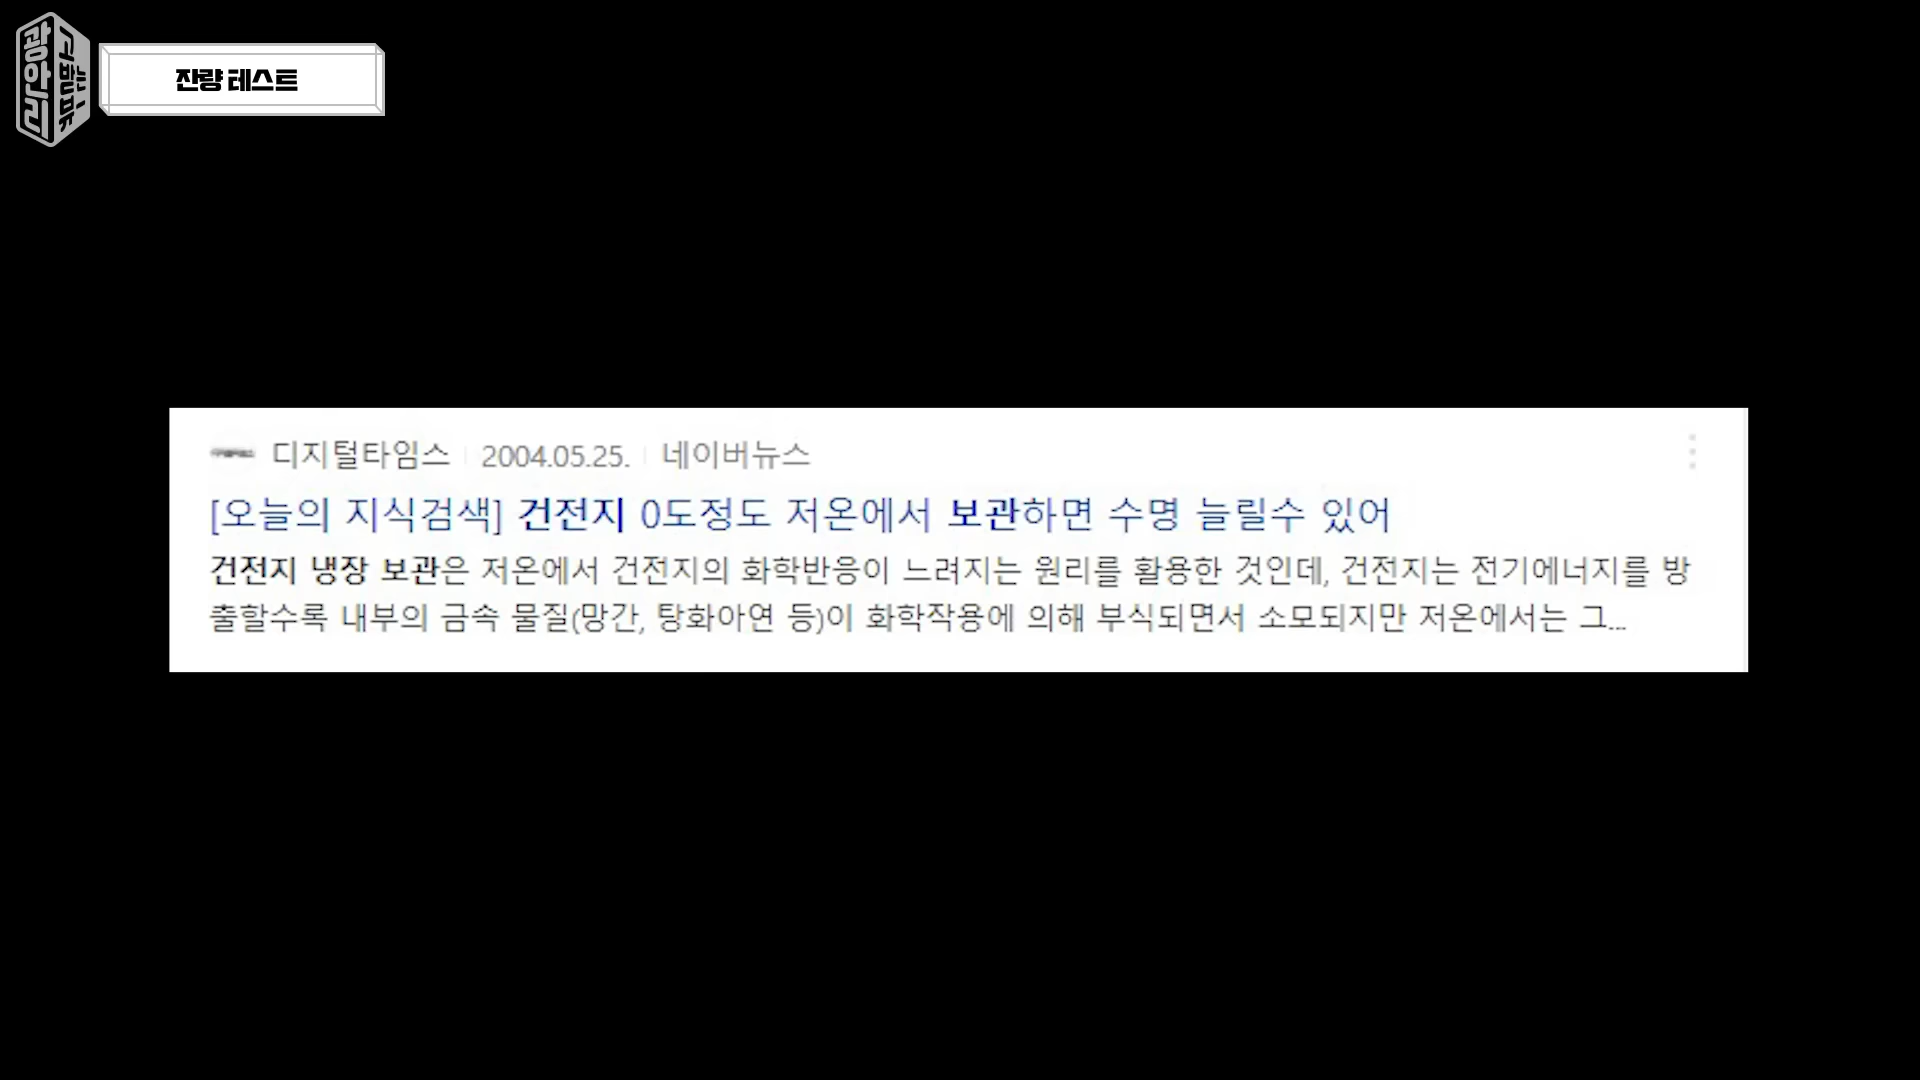 광고받
안
리뷰
잔량 테스트
디지털타임스 2004.05.25. 네이버뉴스
[오늘의 지식검색] 건전지 0도정도 저온에서 보관하면 수명 늘릴수 있어
건전지 냉장 보관은 저온에서 건전지의 화학반응이 느려지는 원리를 활용한 것인데, 건전지는 전기에너지를 방
출할수록 내부의 금속 물질(망간, 탕화아연 등)이 화학작용에 의해 부식되면서 소모되지만 저온에서는 그...